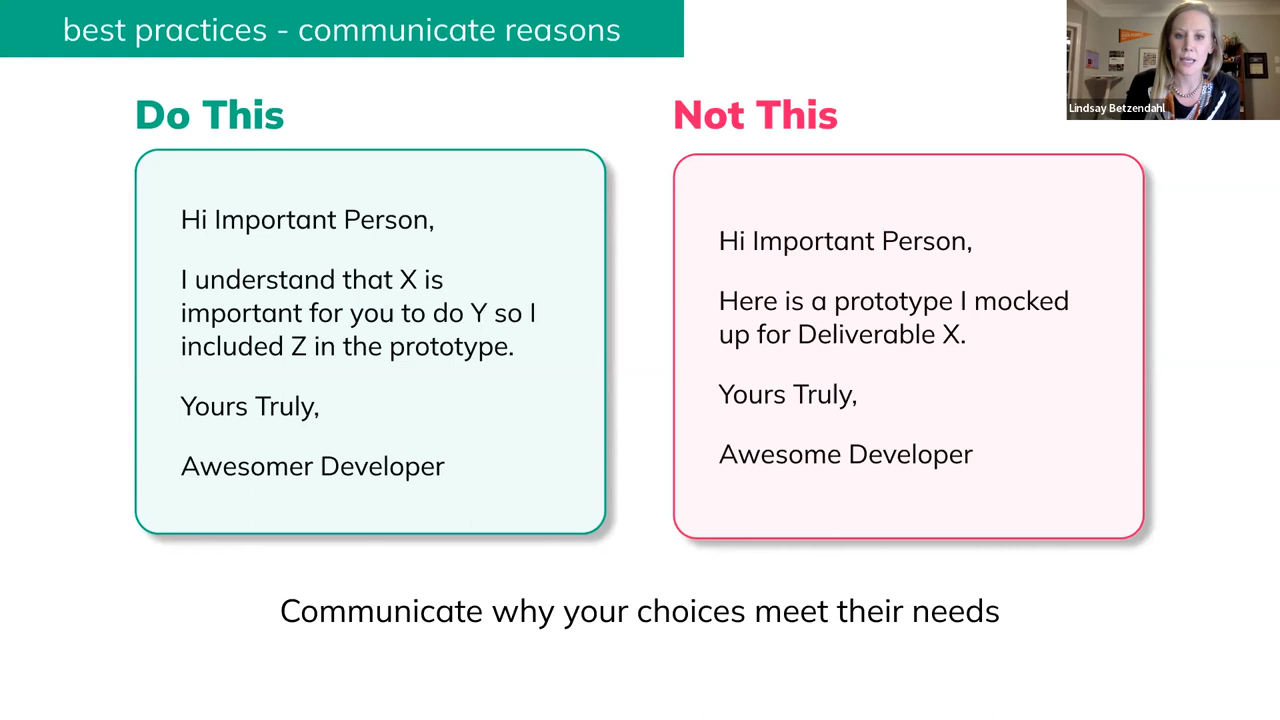 best practices - communicate reasons
Lindsay Betzendahl
Do This
Hi Important Person,
I understand that X is
important for you to do Y so I
included Z in the prototype.
Yours Truly,
Awesomer Developer
Not This
Hi Important Person,
Here is a prototype I mocked
up for Deliverable X.
Yours Truly,
Awesome Developer
Communicate why your choices meet their needs